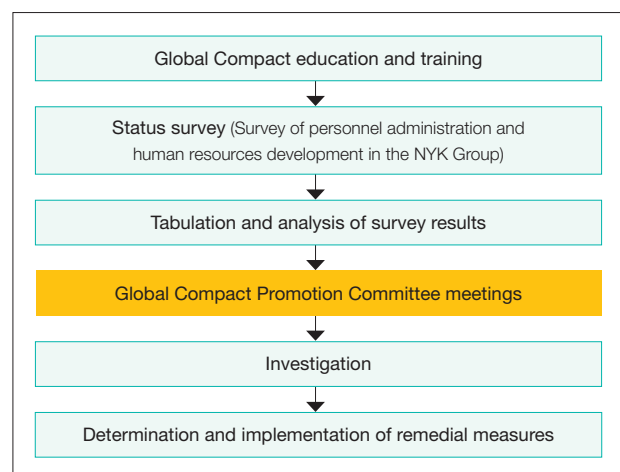 Global Compact education and training
Status survey (Survey of personnel administration and
human resources development in the NYK Group)
Tabulation and analysis of survey results
Global Compact Promotion Committee meetings
Investigation
Determination and implementation of remedial measures